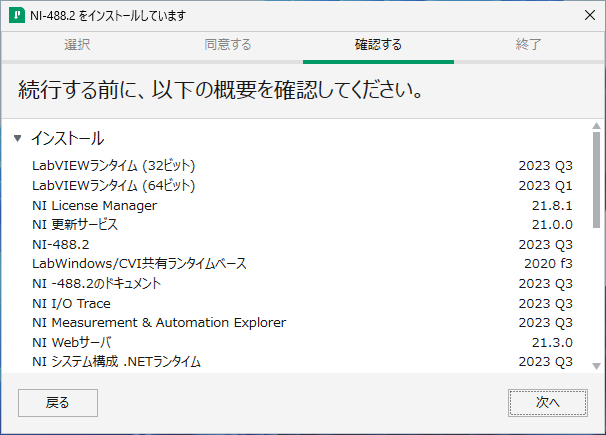 NI-488.2 をインストールしています
選択 同意する 確認する 終了
続行する前に、以下の概要を確認してください。
インストール
LabVIEWランタイム (32ビット) 2023 Q3
LabVIEWランタイム (64ビット) 2023 Q1
NI License Manager 21.8.1
NI 更新サービス 21.0.0
NI-488.2 2023 Q3
LabWindows/CVI共有ランタイムベース 2020 f3
NI -488.2のドキュメント 2023 Q3
NI I/O Trace 2023 Q3
NI Measurement & Automation Explorer 2023 Q3
NI Webサーバ 21.3.0
NI システム構成 .NETランタイム 2023 Q3
戻る 次へ